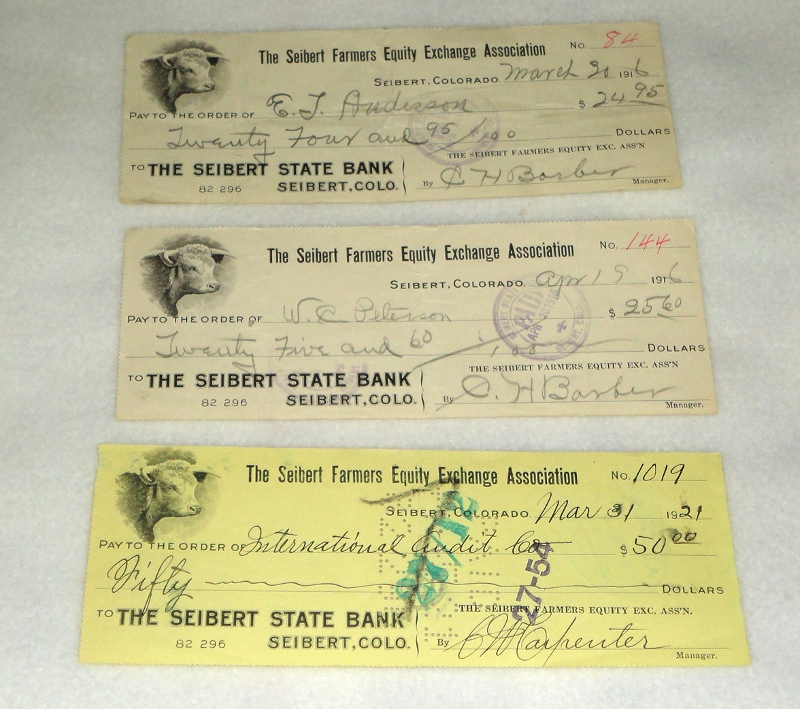 The Seibert Farmers Equity Exchange Association No. 84
SEIBERT, COLORADO. March 20 1916
PAY TO THE ORDER OF E. J. Anderson $ 24 95
Twenty Four and 95/100 DOLLARS
THE SEIBERT FARMERS EQUITY EXC. ASS'N
TO THE SEIBERT STATE BANK
82 296 SEIBERT, COLO. By C H Barber
Manager.
The Seibert Farmers Equity Exchange Association No. 144
SEIBERT, COLORADO. Apr 19 1916
PAY TO THE ORDER OF W. C Peterson $ 25 60
Twenty Five and 60/100 DOLLARS
PAID
THE SEIBERT FARMERS EQUITY EXC. ASS'N
TO THE SEIBERT STATE BANK
82 296 SEIBERT, COLO. By C. H Barber
Manager.
The Seibert Farmers Equity Exchange Association No. 1019
SEIBERT, COLORADO. Mar 31 1921
PAY TO THE ORDER OF International Audit Co $ 50 00
Fifty DOLLARS
27-54
THE SEIBERT FARMERS EQUITY EXC. ASS'N.
TO THE SEIBERT STATE BANK
82 296 SEIBERT, COLO. By C W Carpenter
Manager.